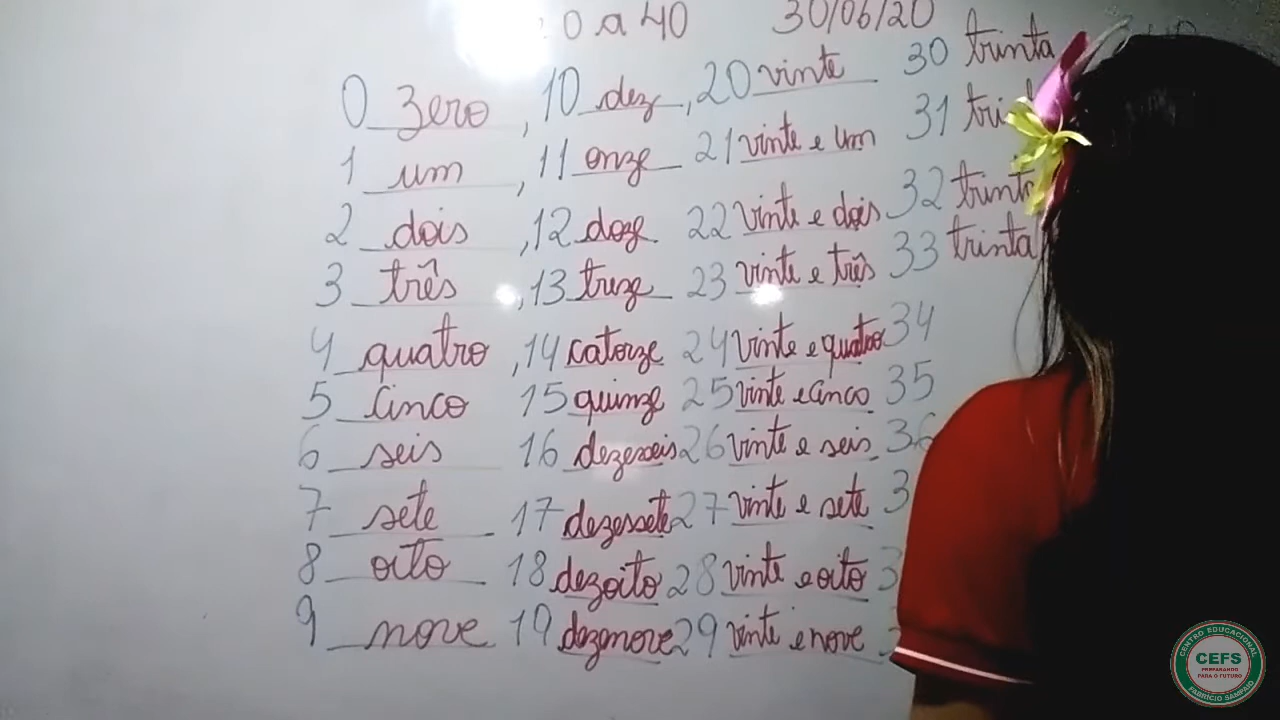 0 a 40 30/06/20
0 zero, 10 dez, 20 vinte 30 trinta
1 um, 11 onze 21 vinte e um 31
2 dois, 12 doze 22 vinte e dois 32
3 três, 13 treze 23 vinte e três 33 trinta
4 quatro, 14 catorze 24 vinte e quatro 34
5 cinco 15 quinze 25 vinte e cinco 35
6 seis 16 dezesseis 26 vinte e seis 36
7 sete 17 dezessete 27 vinte e sete 3
8 oito 18 dezoito 28 vinte e oito 3
9 nove 19 dezenove 29 vinte e nove
CENTRO EDUCACIONAL
CEFS
PREPARANDO
PARA O FUTURO
FABRÍCIO SAMPAIO